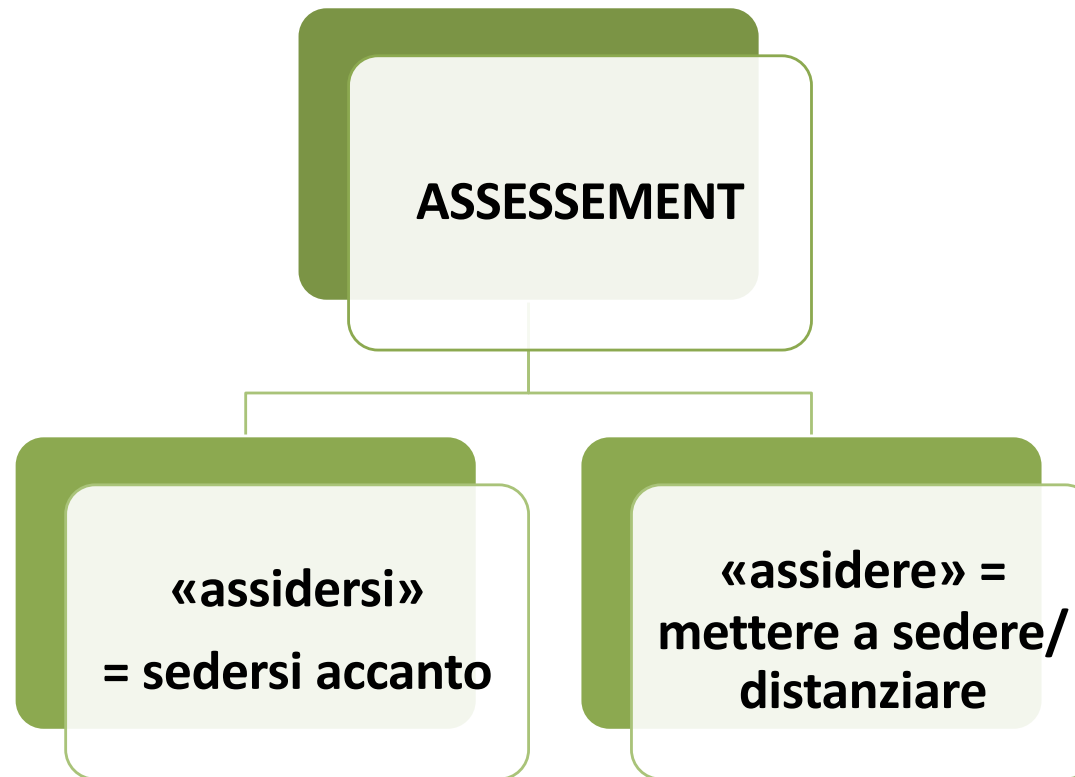 ASSESSEMENT
«assidersi»
= sedersi accanto
«assidere» =
mettere a sedere/
distanziare